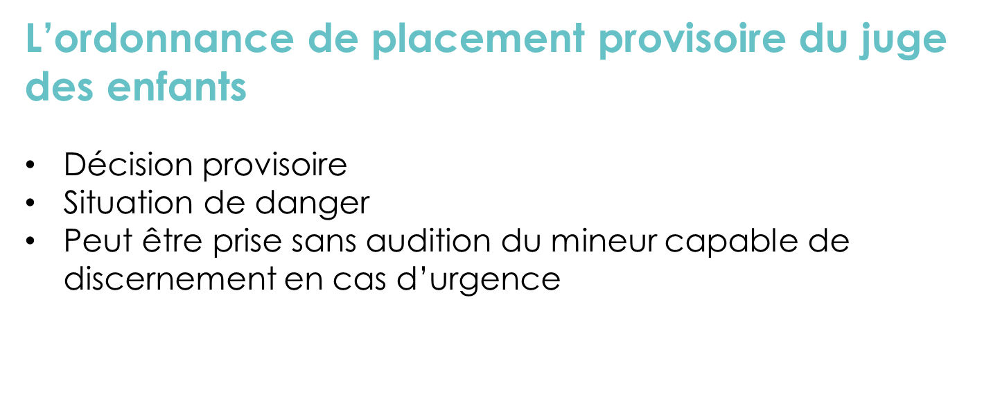 L’ordonnance de placement provisoire du juge
des enfants
• Décision provisoire
• Situation de danger
• Peut être prise sans audition du mineur capable de
discernement en cas d’urgence